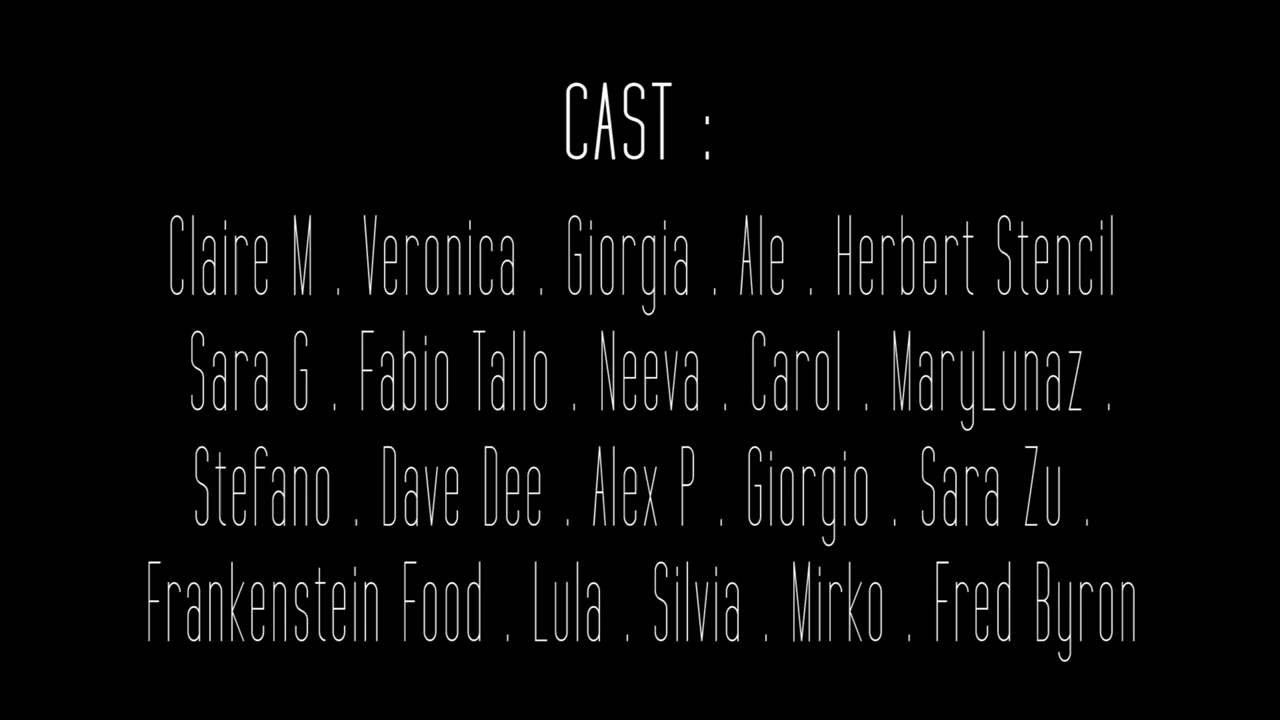 CAST :
Claire M . Veronica . Giorgia . Ale . Herbert Stencil
Sara G . Fabio Tallo . Neeva . Carol . MaryLunaz .
Stefano . Dave Dee . Alex P . Giorgio . Sara Zu .
Frankenstein Food . Lula . Silvia . Mirko . Fred Byron